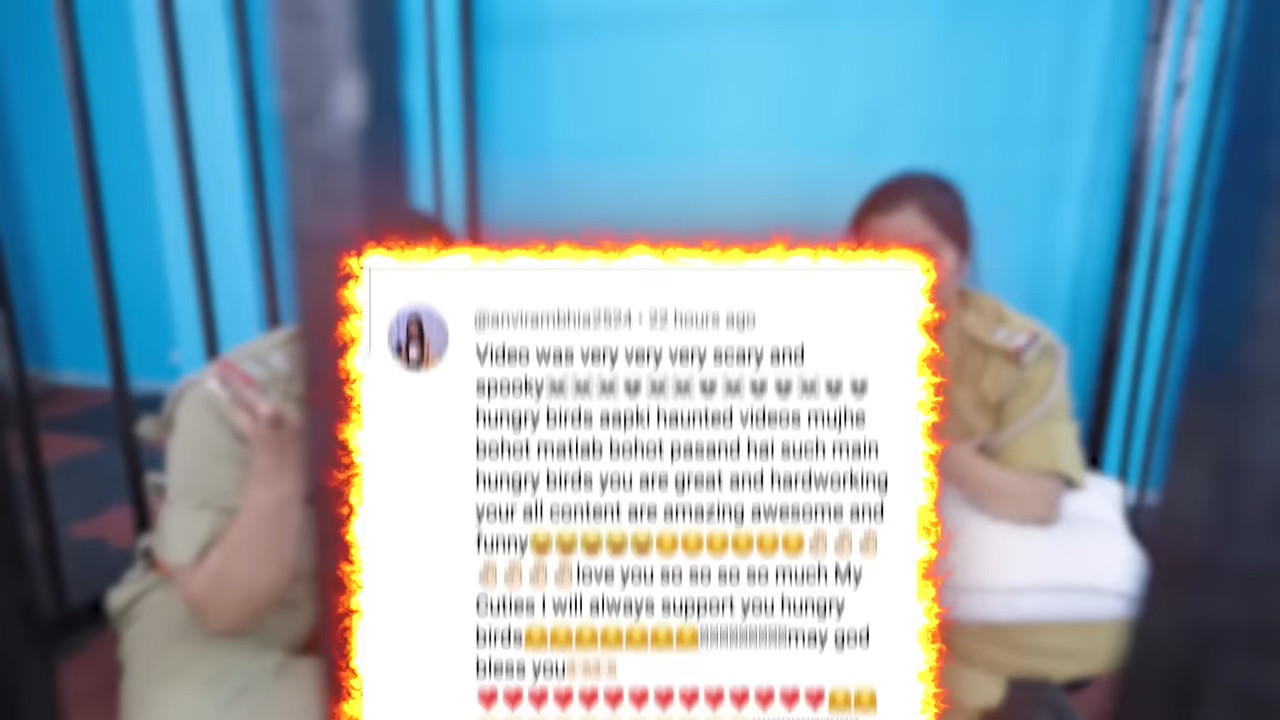 @anvirambhia2524 • 22 hours ago
Video was very very very scary and
spooky
hungry birds aapki haunted videos mujhe
bohot matlab bohot pasand hai such main
hungry birds you are great and hardworking
your all content are amazing awesome and
funny
love you so so so so much My
Cuties I will always support you hungry
birds may god
bless you